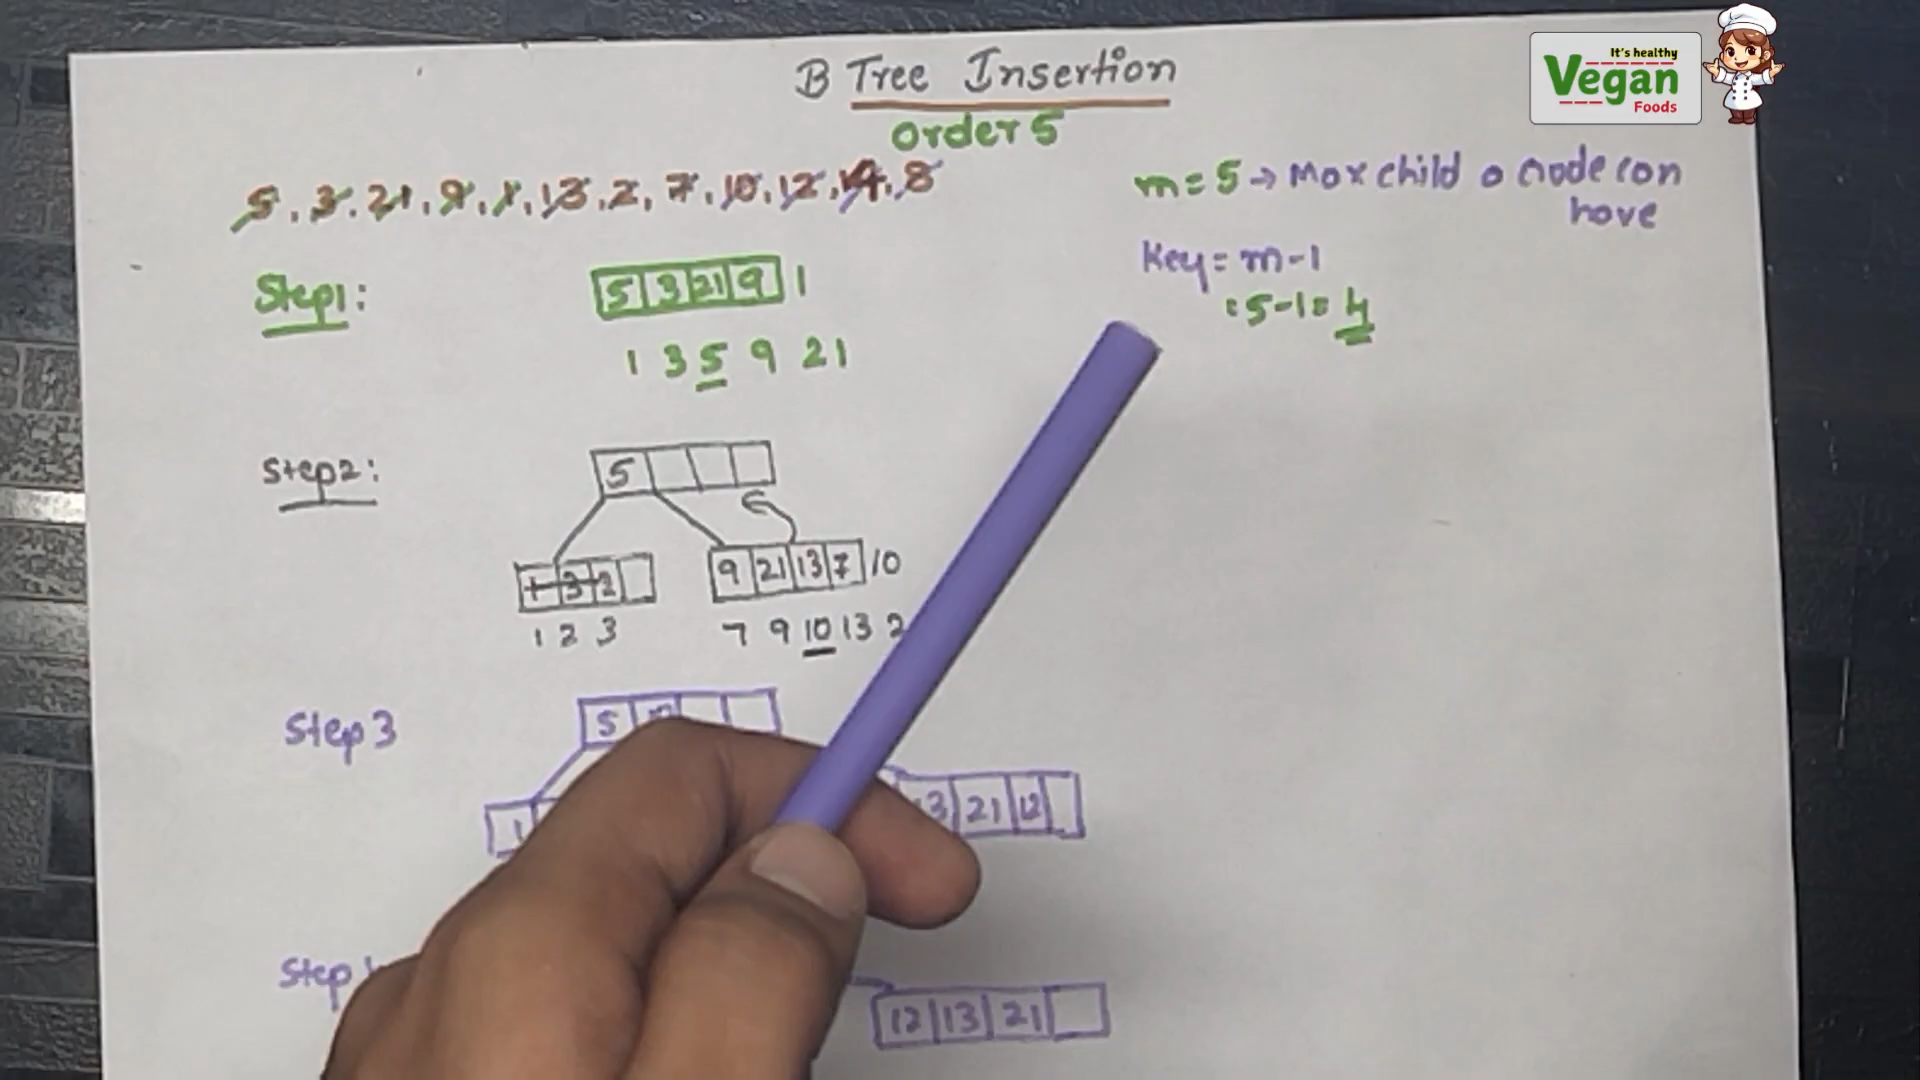 It's healthy
Vegan
Foods
B Tree Insertion
Order 5
5, 3, 21, 9, 1, 13, 2, 7, 10, 12, 14, 8
m = 5 → Max child a node can
have
Key = m-1
= 5-1 = 4
Step1:
5 3 21 9 1
1 3 5 9 21
Step2:
5
1 3 2
9 21 13 7 10
1 2 3
7 9 10 13 2
Step 3
5
1
3 21 12
Step
12 13 21